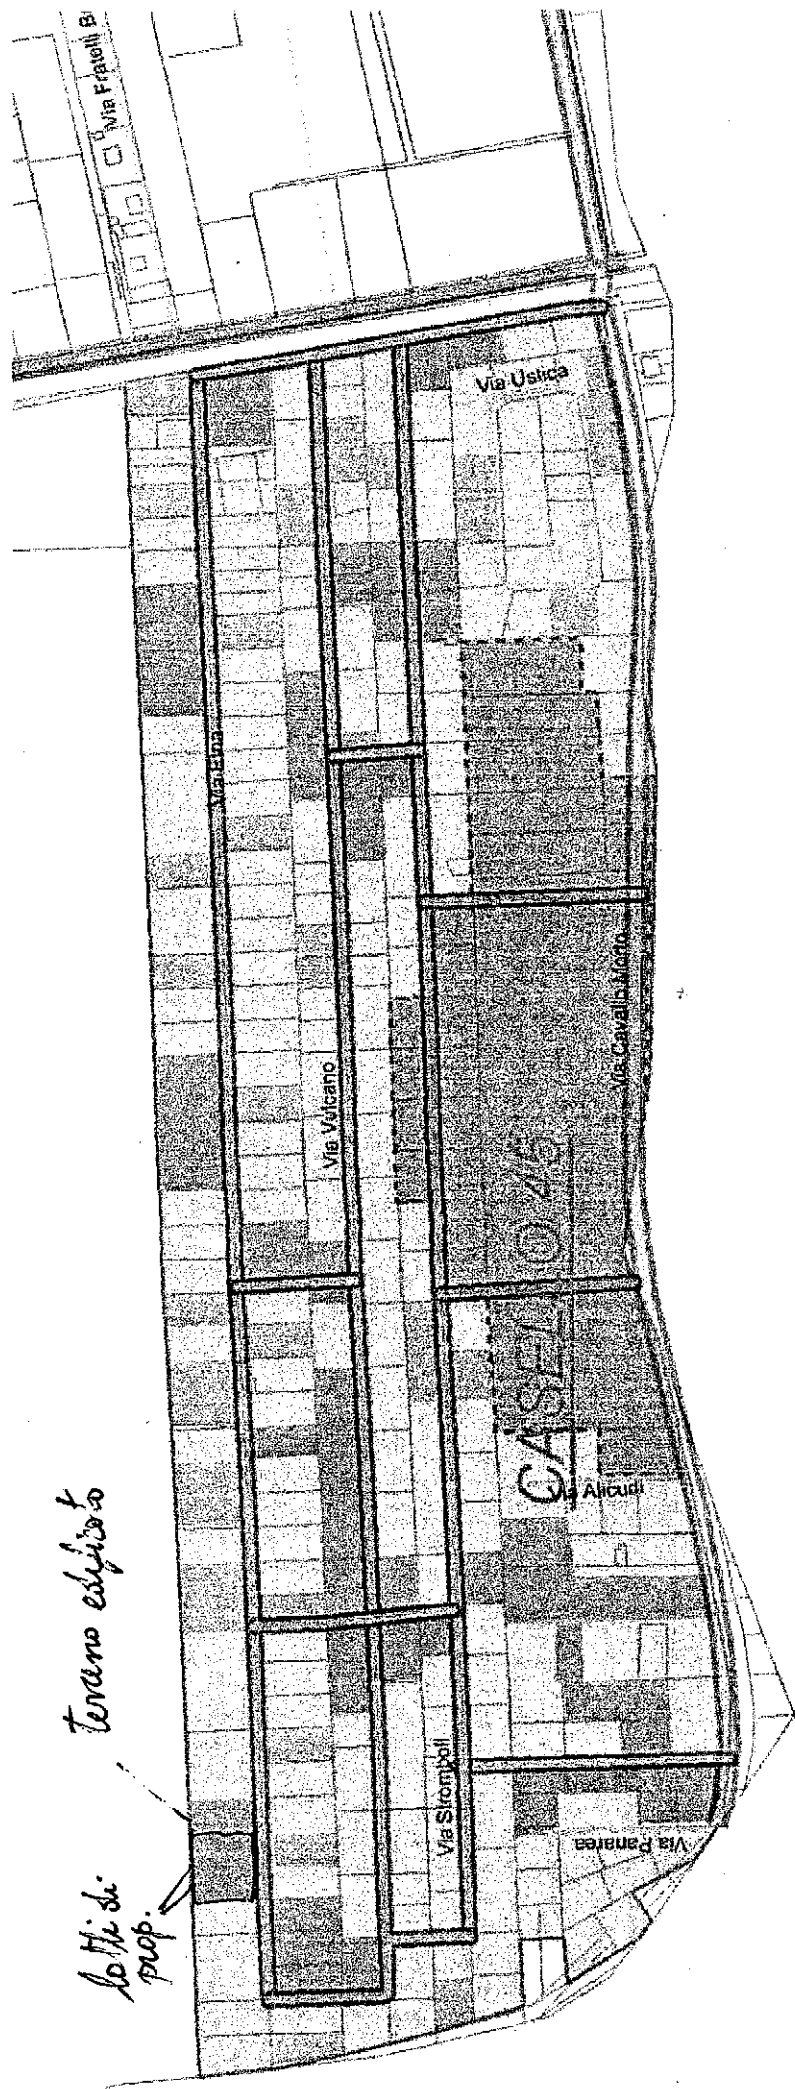 Via Fratelli B
Via Ustica
Via Etna
Via Vulcano
Via Cavallo Morto
CASELLO 45
Via Alicudi
Via Stromboli
Via Panarea
terreno edificato
lotti di
prop.